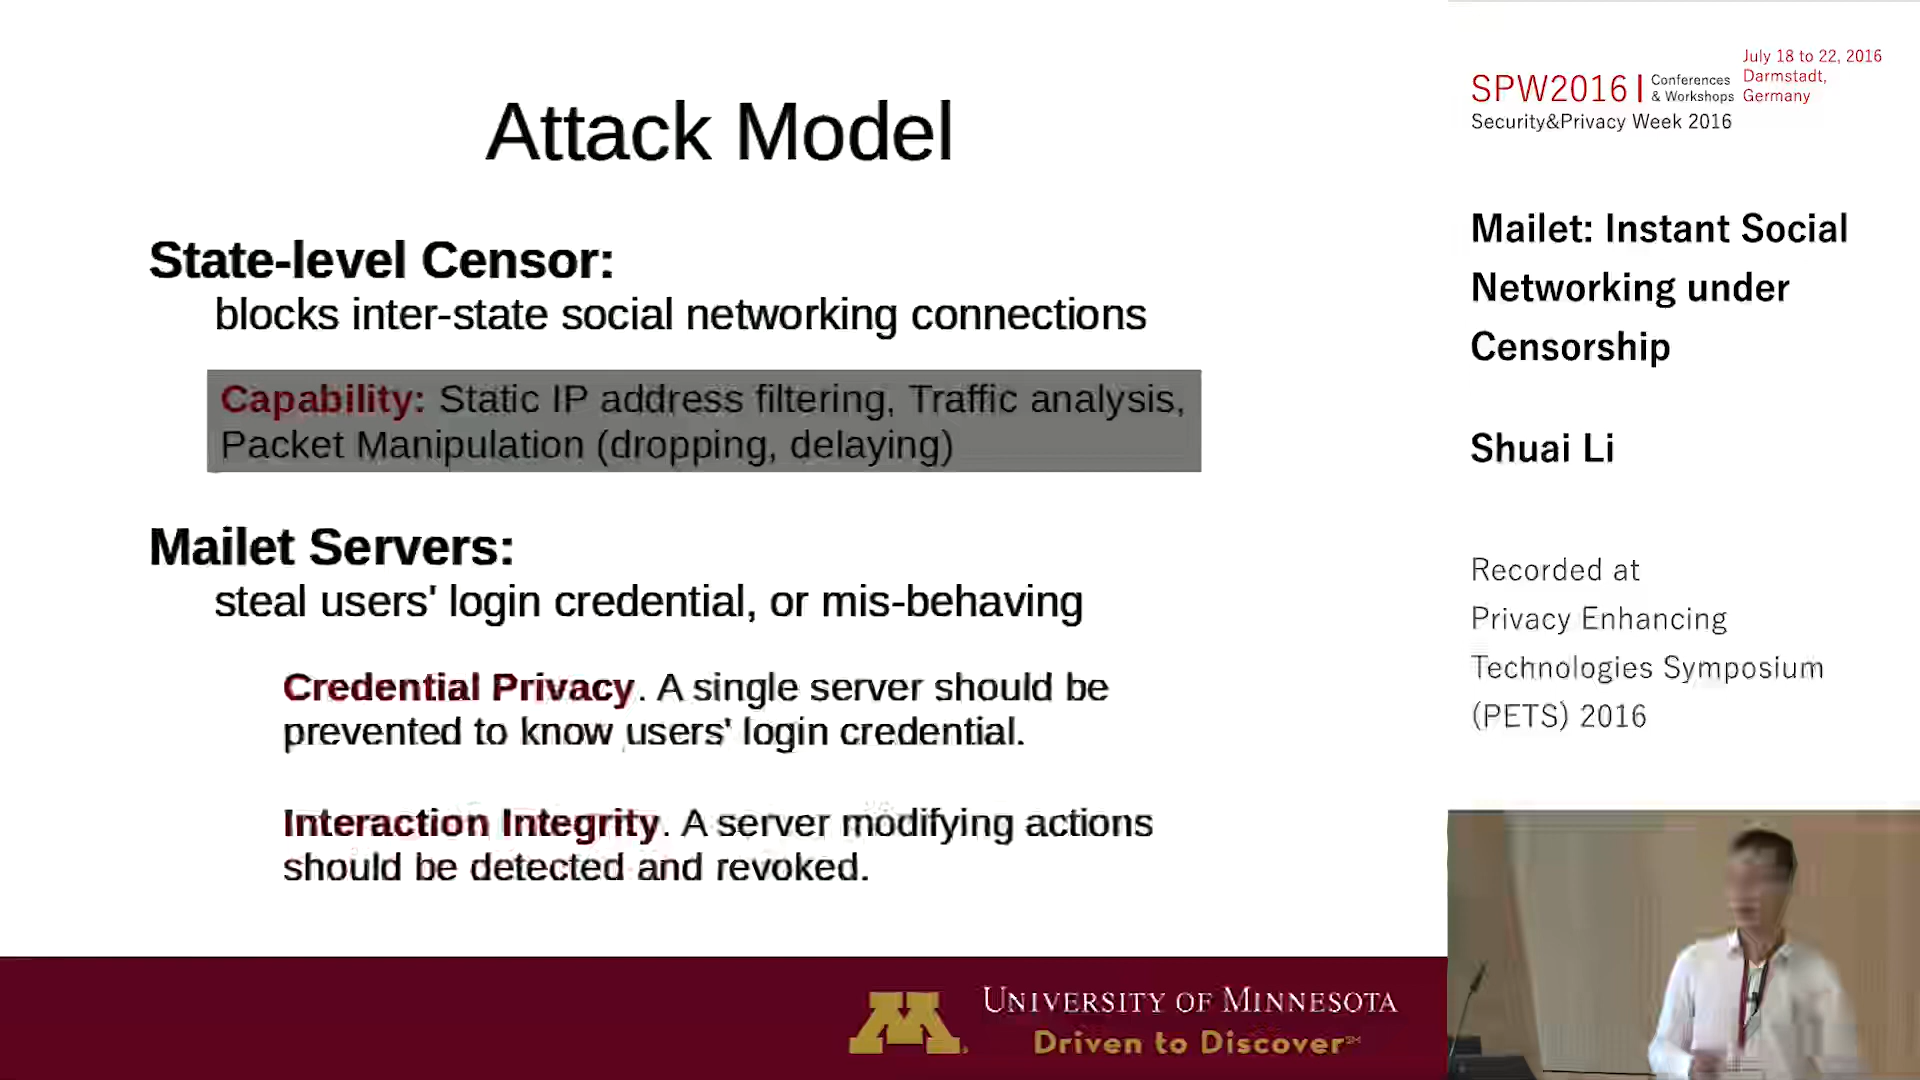 Attack Model
State-level Censor:
blocks inter-state social networking connections
Capability: Static IP address filtering, Traffic analysis,
Packet Manipulation (dropping, delaying)
Mailet Servers:
steal users' login credential, or mis-behaving
Credential Privacy. A single server should be
prevented to know users' login credential.
Interaction Integrity. A server modifying actions
should be detected and revoked.
M
UNIVERSITY OF MINNESOTA
Driven to Discover℠
SPW2016 | Conferences
& Workshops
July 18 to 22, 2016
Darmstadt,
Germany
Security&Privacy Week 2016
Mailet: Instant Social
Networking under
Censorship
Shuai Li
Recorded at
Privacy Enhancing
Technologies Symposium
(PETS) 2016